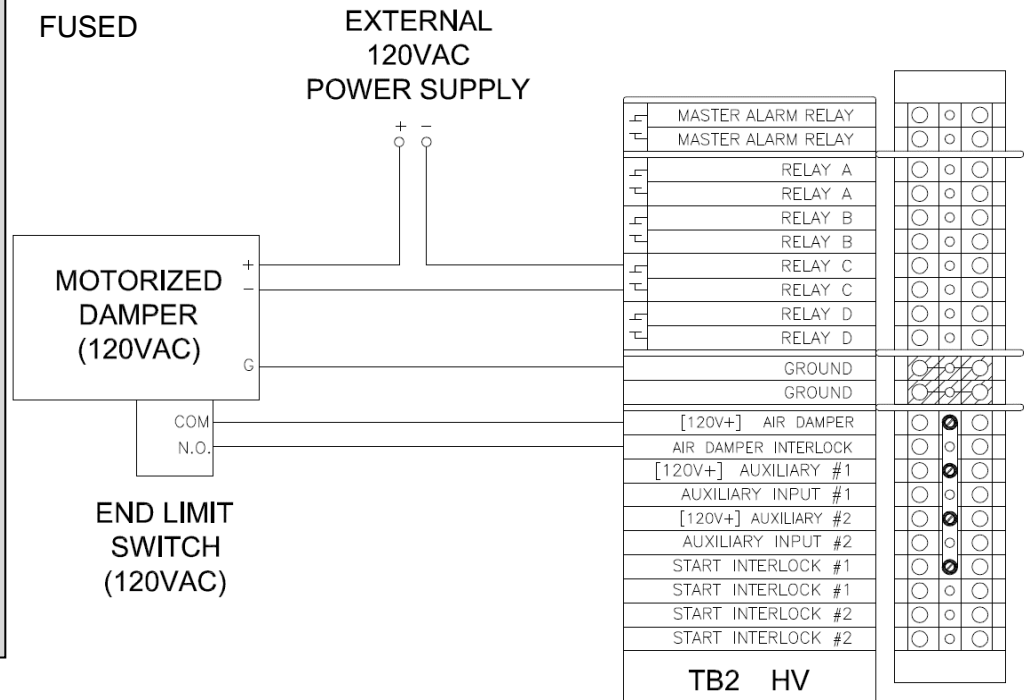 FUSED
EXTERNAL
120VAC
POWER SUPPLY
+ −
MOTORIZED
DAMPER
(120VAC)
+
−
G
COM
N.O.
END LIMIT
SWITCH
(120VAC)
MASTER ALARM RELAY
MASTER ALARM RELAY
RELAY A
RELAY A
RELAY B
RELAY B
RELAY C
RELAY C
RELAY D
RELAY D
GROUND
GROUND
[120V+] AIR DAMPER
AIR DAMPER INTERLOCK
[120V+] AUXILIARY #1
AUXILIARY INPUT #1
[120V+] AUXILIARY #2
AUXILIARY INPUT #2
START INTERLOCK #1
START INTERLOCK #1
START INTERLOCK #2
START INTERLOCK #2
TB2 HV